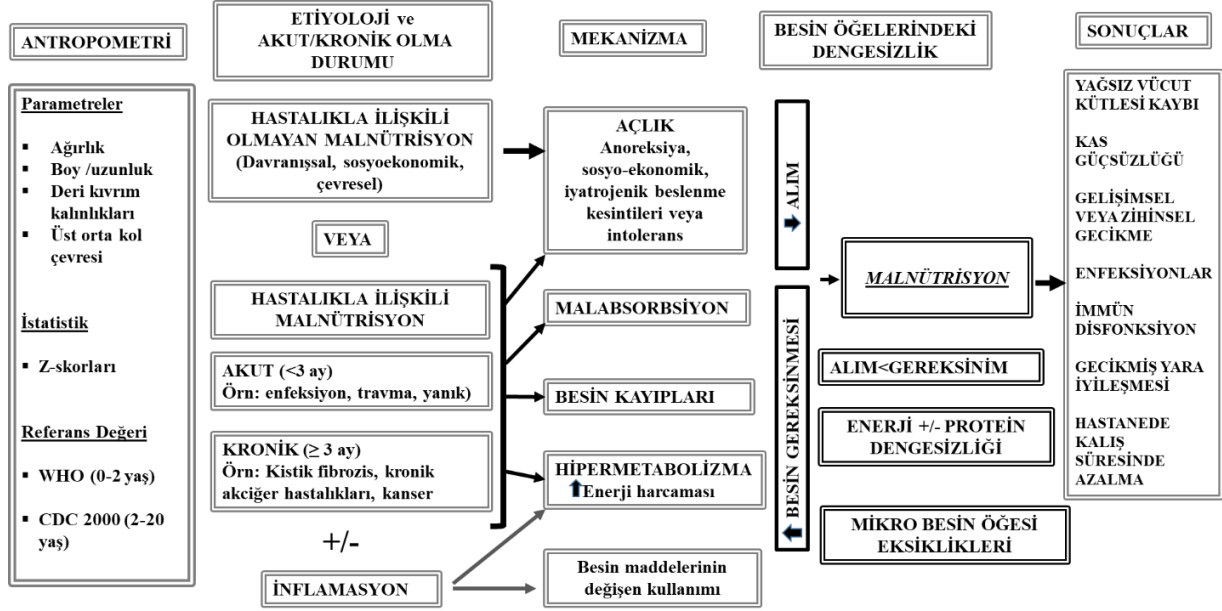 ANTROPOMETRİ
Parametreler
▪ Ağırlık
▪ Boy /uzunluk
▪ Deri kıvrım
kalınlıkları
▪ Üst orta kol
çevresi
İstatistik
▪ Z-skorları
Referans Değeri
▪ WHO (0-2 yaş)
▪ CDC 2000 (2-20
yaş)
ETİYOLOJİ ve
AKUT/KRONİK OLMA
DURUMU
HASTALIKLA İLİŞKİLİ
OLMAYAN MALNÜTRİSYON
(Davranışsal, sosyoekonomik,
çevresel)
VEYA
HASTALIKLA İLİŞKİLİ
MALNÜTRİSYON
AKUT (<3 ay)
Örn: enfeksiyon, travma, yanık)
KRONİK (≥ 3 ay)
Örn: Kistik fibrozis, kronik
akciğer hastalıkları, kanser
+/-
İNFLAMASYON
MEKANİZMA
AÇLIK
Anoreksiya,
sosyo-ekonomik,
iyatrojenik beslenme
kesintileri veya
intolerans
MALABSORBSİYON
BESİN KAYIPLARI
HİPERMETABOLİZMA
Enerji harcaması
Besin maddelerinin
değişen kullanımı
BESİN ÖĞELERİNDEKİ
DENGESİZLİK
ALIM
BESİN GEREKSİNMESİ
MALNÜTRİSYON
ALIM<GEREKSİNİM
ENERJİ +/- PROTEİN
DENGESİZLİĞİ
MİKRO BESİN ÖĞESİ
EKSİKLİKLERİ
SONUÇLAR
YAĞSIZ VÜCUT
KÜTLESİ KAYBI
KAS
GÜÇSÜZLÜĞÜ
GELİŞİMSEL
VEYA ZİHİNSEL
GECİKME
ENFEKSİYONLAR
İMMÜN
DİSFONKSİYON
GECİKMİŞ YARA
İYİLEŞMESİ
HASTANEDE
KALIŞ
SÜRESİNDE
AZALMA